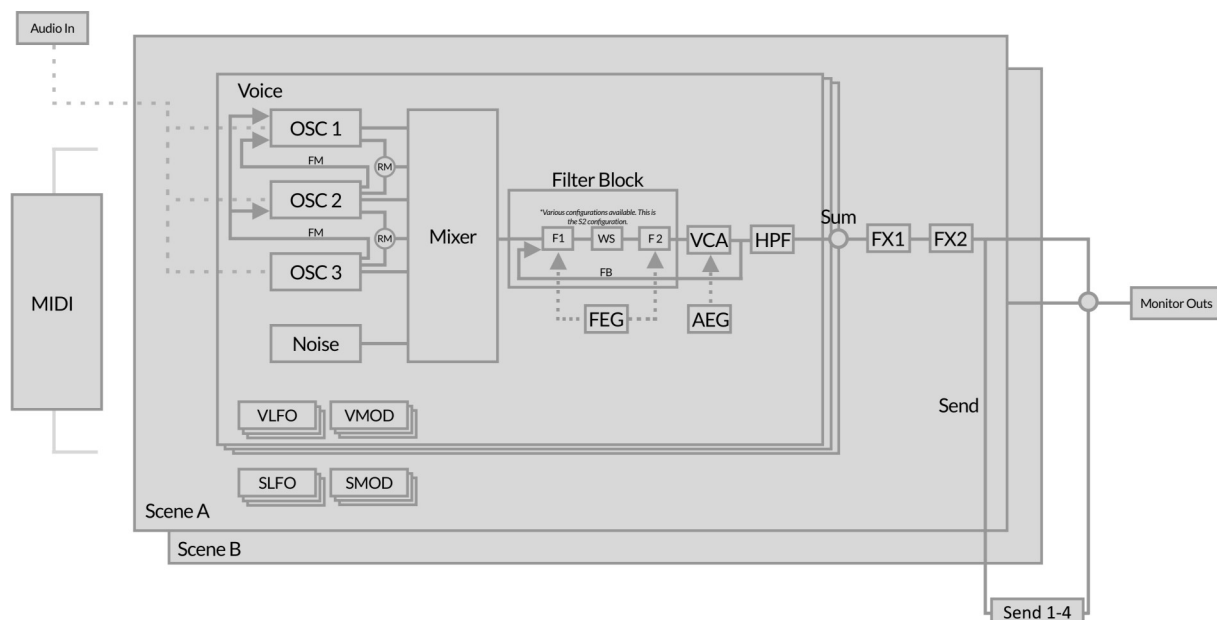 Audio In
Voice
OSC 1
FM
RM
OSC 2
FM
RM
OSC 3
Noise
Mixer
Filter Block
*Various configurations available. This is
the S2 configuration.
F1
WS
F2
FB
FEG
VCA
AEG
HPF
Sum
FX1
FX2
MIDI
Monitor Outs
VLFO
VMOD
Send
SLFO
SMOD
Scene A
Scene B
Send 1-4